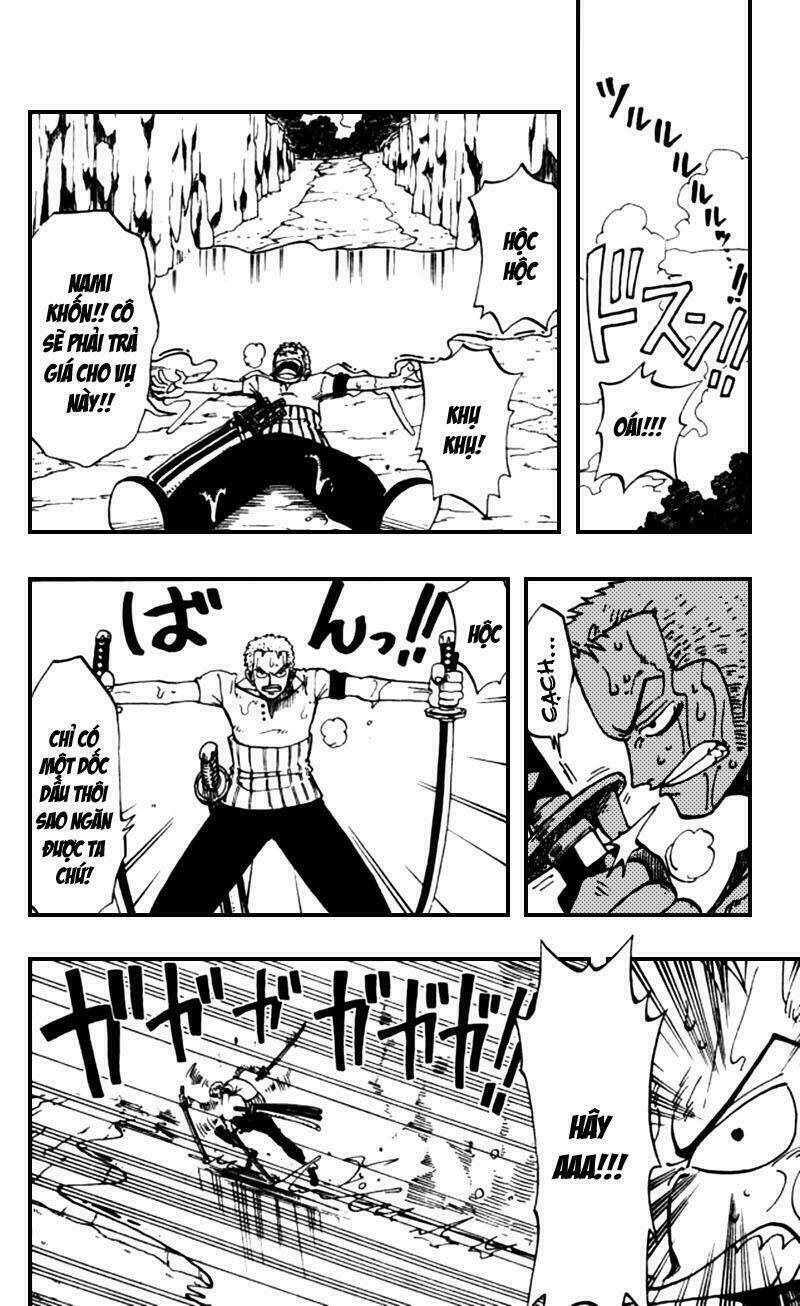 ツルルルルルッ…!!
ドスン!!!
OÁI!!!
HỘC
HỘC
KHỤ
KHỤ!
NAMI
KHỐN!! CÔ
SẼ PHẢI TRẢ
GIÁ CHO VỤ
NÀY!!
CẠCH...
ばんっ!!
HỘC
CHỈ CÓ
MỘT DỐC
DẦU THÔI
SAO NGĂN
ĐƯỢC TA
CHỨ!
ガガガガガガ!!
HÂY
AAA!!!